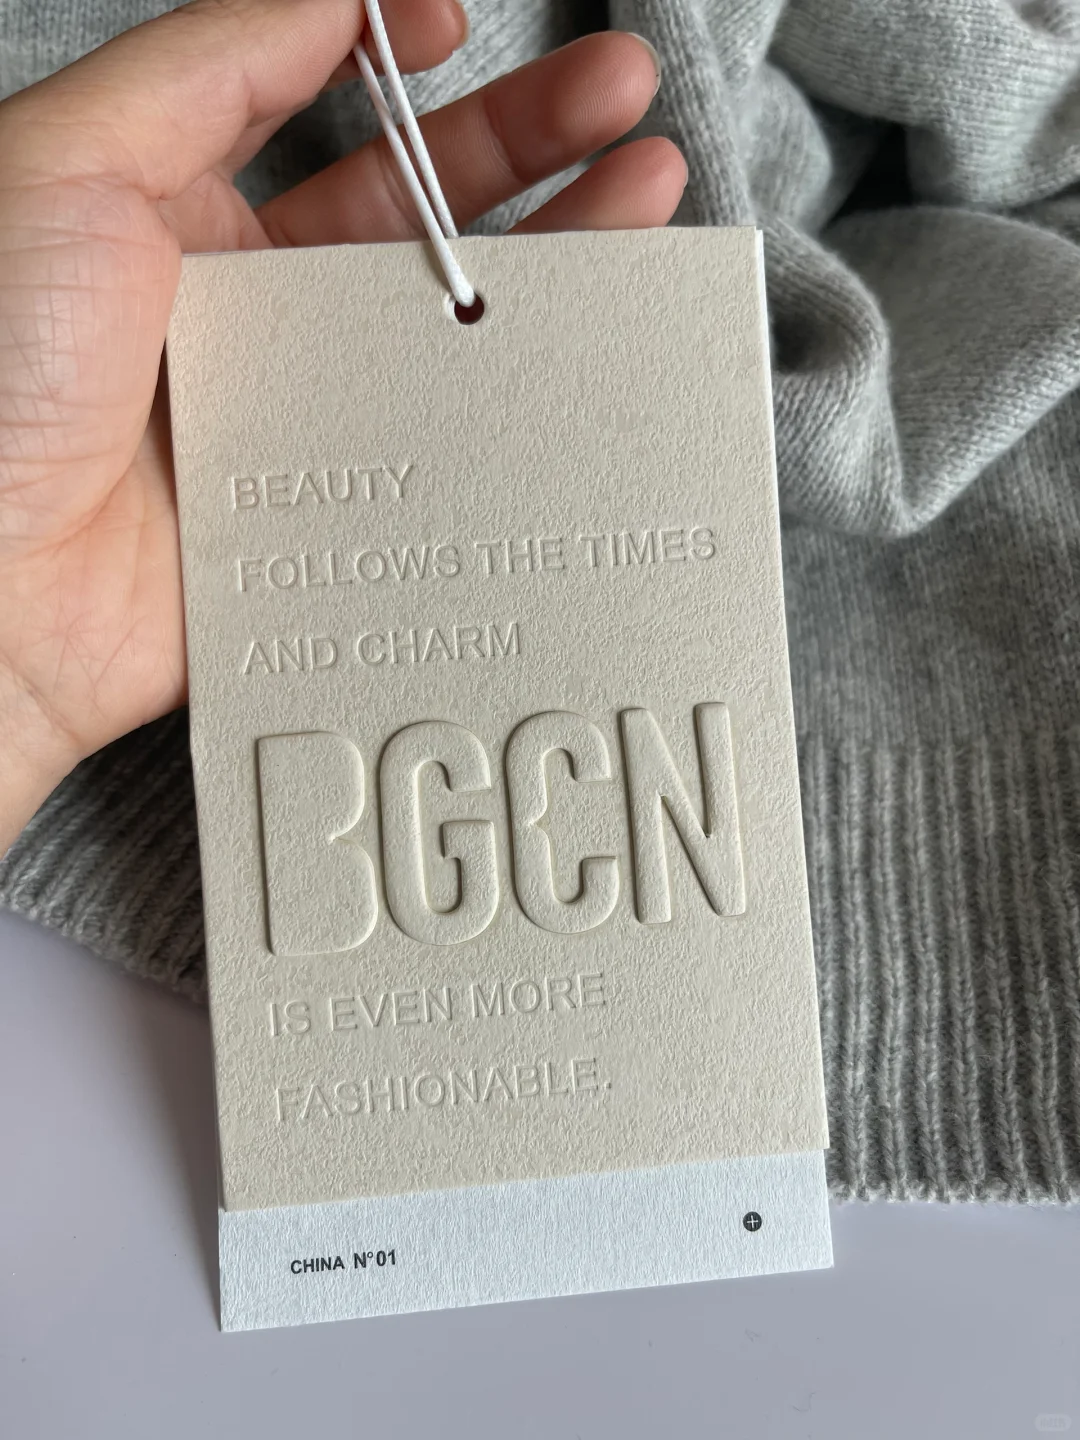 BEAUTY
FOLLOWS THE TIMES
AND CHARM
BGCN
IS EVEN MORE
FASHIONABLE.
CHINA N°01